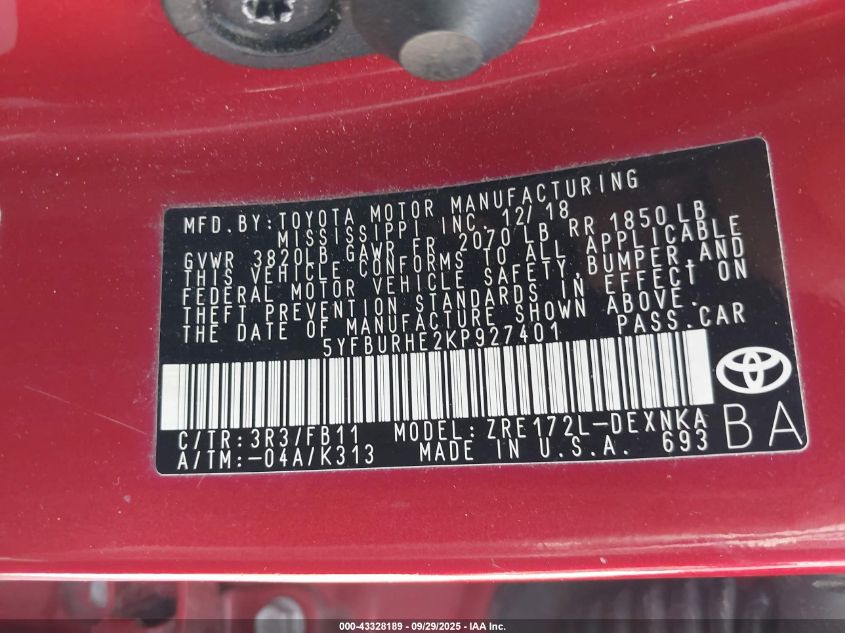 MFD.BY:TOYOTA MOTOR MANUFACTURING
MISSISSIPPI INC. 12/18
GVWR 3820LB GAWR FR 2070LB RR 1850LB
THIS VEHICLE CONFORMS TO ALL APPLICABLE
FEDERAL MOTOR VEHICLE SAFETY,BUMPER,AND
THEFT PREVENTION STANDARDS IN EFFECT ON
THE DATE OF MANUFACTURE SHOWN ABOVE.
5YFBURHE2KP927401 PASS.CAR
C/TR:3R3/FB11 MODEL:ZRE172L-DEXNKA
A/TM:-04A/K313 MADE IN U.S.A. 693
BA
000-43328189 - 09/29/2025 - IAA Inc.